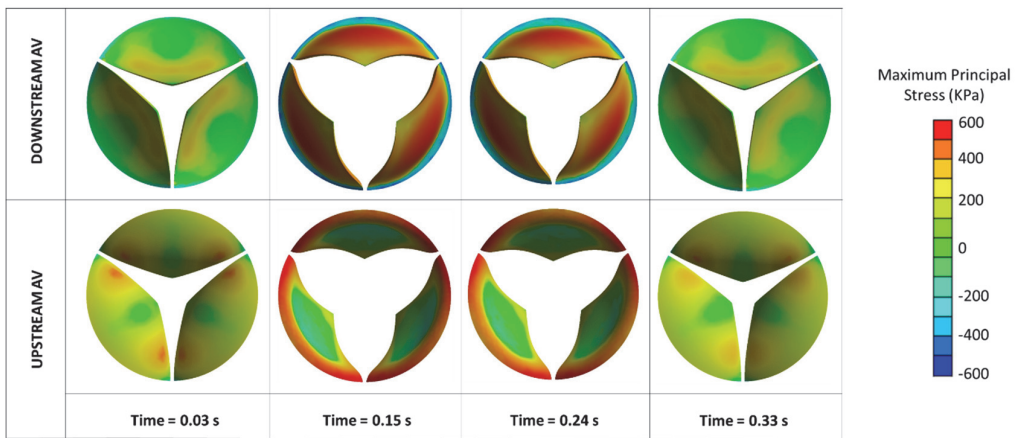 DOWNSTREAM AV
UPSTREAM AV
Time = 0.03 s
Time = 0.15 s
Time = 0.24 s
Time = 0.33 s
Maximum Principal
Stress (KPa)
600
400
200
0
-200
-400
-600